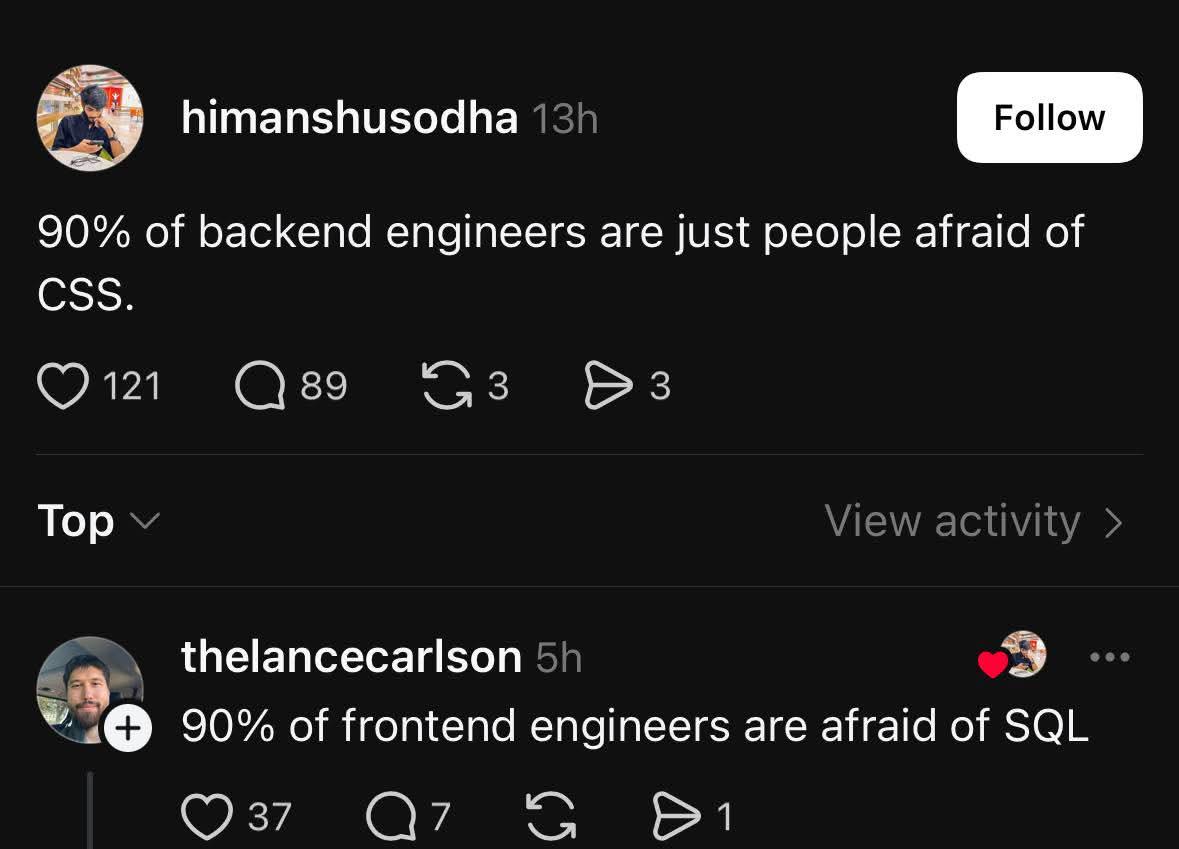 himanshusodha 13h
Follow
90% of backend engineers are just people afraid of
CSS.
121 89 3 3
Top
View activity
thelancecarlson 5h
90% of frontend engineers are afraid of SQL
37 7 1